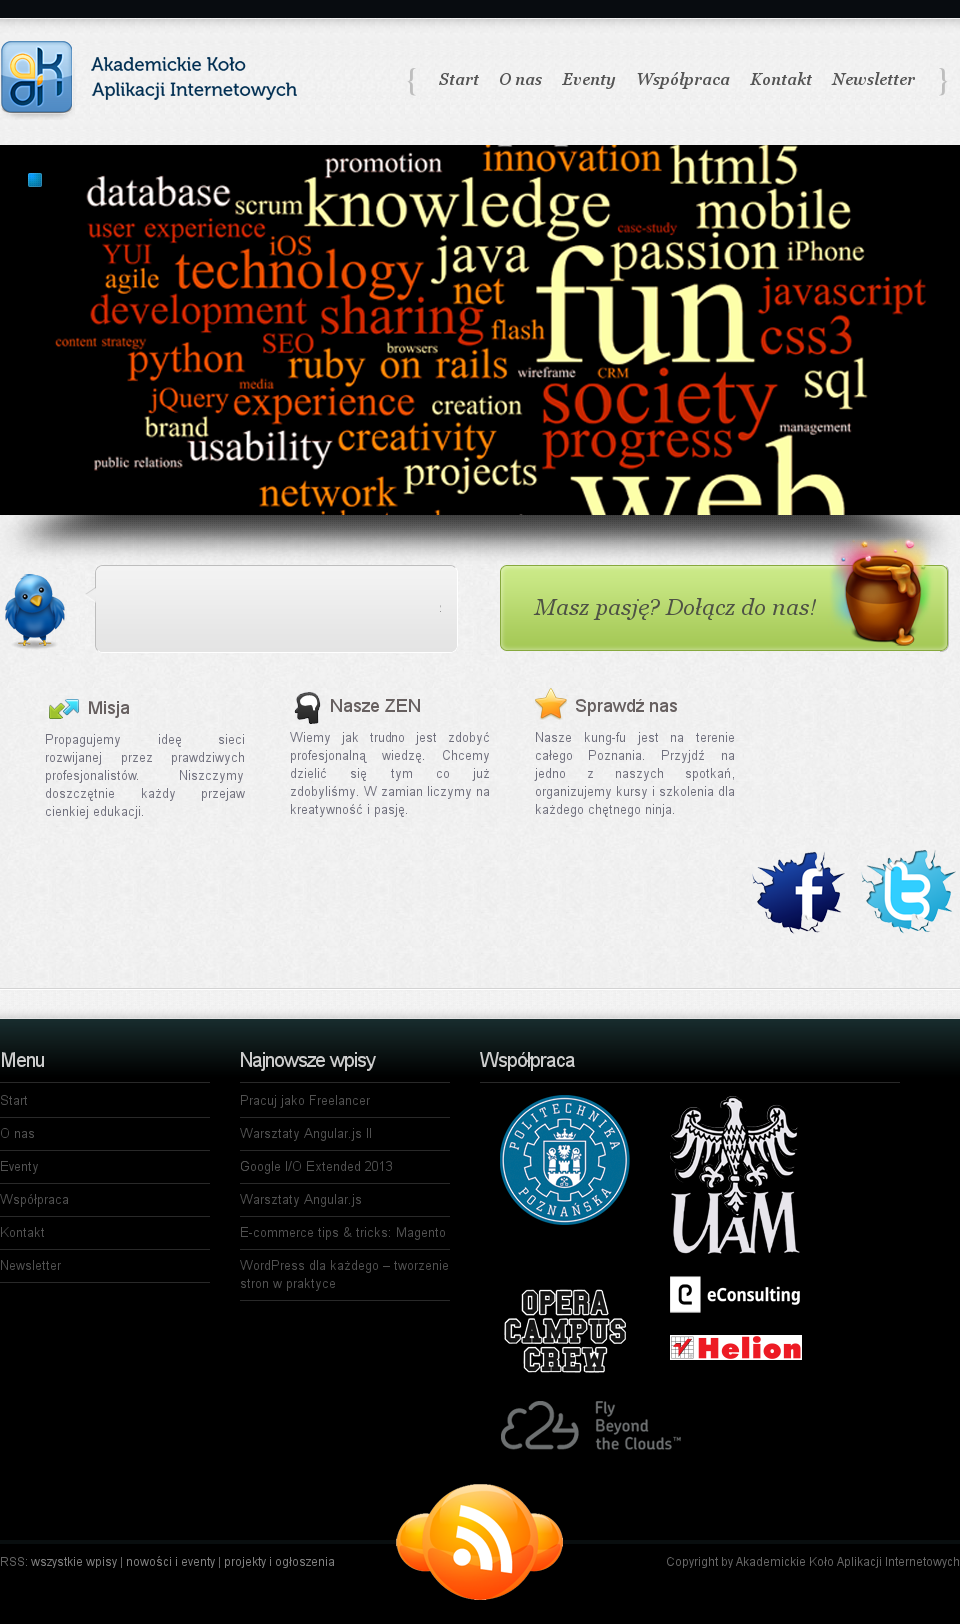 Akademickie Koło
Aplikacji Internetowych
{ Start O nas Eventy Współpraca Kontakt Newsletter }
promotion innovation html5
database scrum knowledge mobile
user experience case-study
YUI iOS java passion iPhone
agile technology net fun javascript
development sharing flash css3
content strategy SEO browsers
python ruby on rails wireframe CRM sql
media
jQuery experience creation society
brand creativity management
usability progress
public relations projects
network web
:
Masz pasję? Dołącz do nas!
Misja
Propagujemy ideę sieci
rozwijanej przez prawdziwych
profesjonalistów. Niszczymy
doszczętnie każdy przejaw
cienkiej edukacji.
Nasze ZEN
Wiemy jak trudno jest zdobyć
profesjonalną wiedzę. Chcemy
dzielić się tym co już
zdobyliśmy. W zamian liczymy na
kreatywność i pasję.
Sprawdź nas
Nasze kung-fu jest na terenie
całego Poznania. Przyjdź na
jedno z naszych spotkań,
organizujemy kursy i szkolenia dla
każdego chętnego ninja.
Menu
Start
O nas
Eventy
Współpraca
Kontakt
Newsletter
Najnowsze wpisy
Pracuj jako Freelancer
Warsztaty Angular.js II
Google I/O Extended 2013
Warsztaty Angular.js
E-commerce tips & tricks: Magento
WordPress dla każdego – tworzenie
stron w praktyce
Współpraca
POLITECHNIKA
POZNAŃSKA
UAM
OPERA
CAMPUS
CREW
eConsulting
Helion
e24
Fly
Beyond
the Clouds™
RSS: wszystkie wpisy | nowości i eventy | projekty i ogłoszenia
Copyright by Akademickie Koło Aplikacji Internetowych